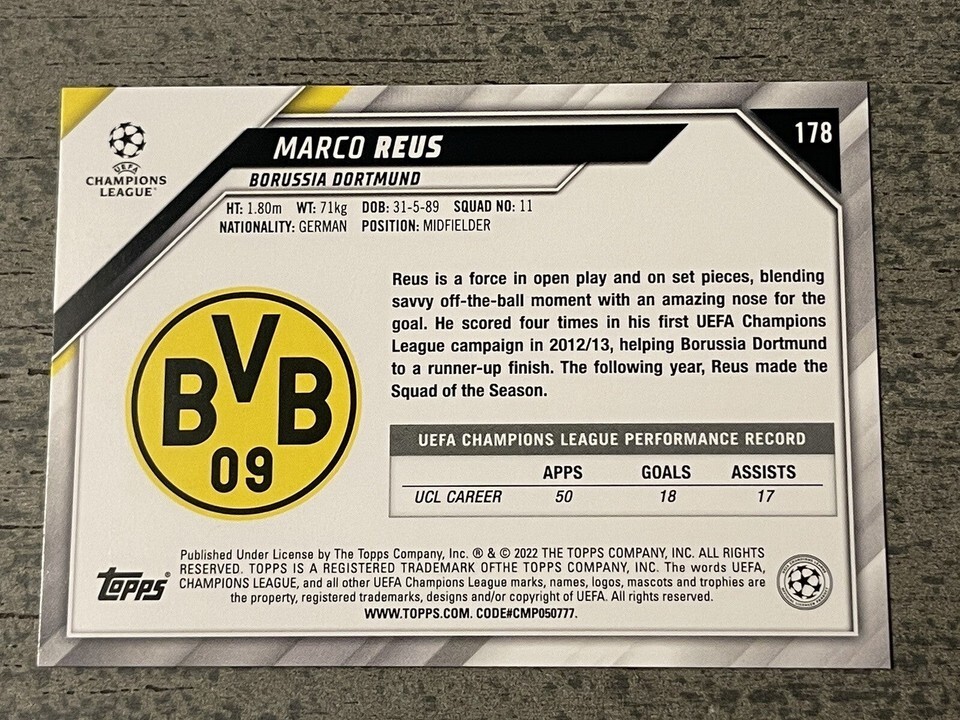 178
UEFA
CHAMPIONS
LEAGUE®
MARCO REUS
BORUSSIA DORTMUND
HT: 1.80m WT: 71kg DOB: 31-5-89 SQUAD NO: 11
NATIONALITY: GERMAN POSITION: MIDFIELDER
Reus is a force in open play and on set pieces, blending
savvy off-the-ball moment with an amazing nose for the
goal. He scored four times in his first UEFA Champions
League campaign in 2012/13, helping Borussia Dortmund
to a runner-up finish. The following year, Reus made the
Squad of the Season.
BVB
09
UEFA CHAMPIONS LEAGUE PERFORMANCE RECORD
APPS GOALS ASSISTS
UCL CAREER 50 18 17
Published Under License by The Topps Company, Inc. ® & © 2022 THE TOPPS COMPANY, INC. ALL RIGHTS
RESERVED. TOPPS IS A REGISTERED TRADEMARK OFTHE TOPPS COMPANY, INC. The words UEFA,
CHAMPIONS LEAGUE, and all other UEFA Champions League marks, names, logos, mascots and trophies are
the property, registered trademarks, designs and/or copyright of UEFA. All rights reserved.
WWW.TOPPS.COM. CODE#CMP050777.
topps®